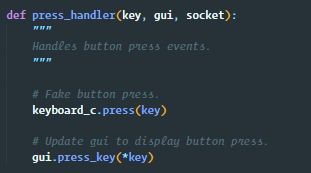 def press_handler(key, gui, socket):
"""
Handles button press events.
"""
# Fake button press.
keyboard_c.press(key)
# Update gui to display button press.
gui.press_key(*key)